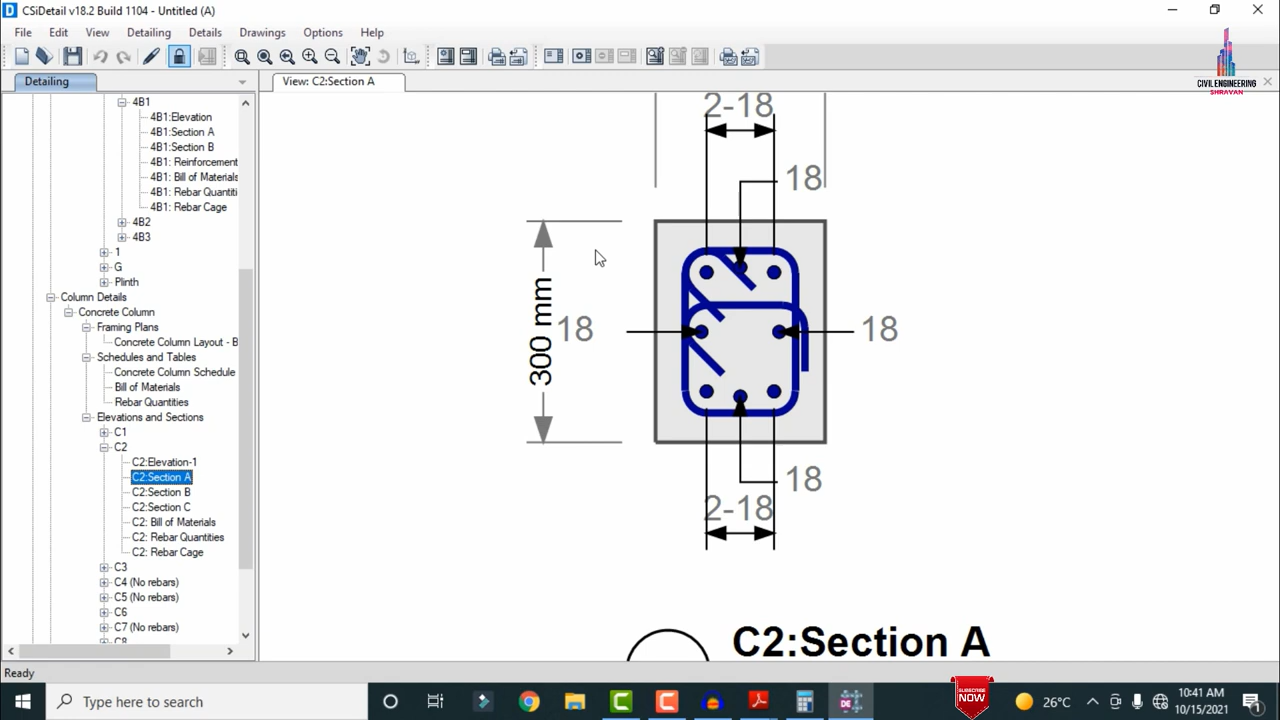 CSiDetail v18.2 Build 1104 - Untitled (A)
File Edit View Detailing Details Drawings Options Help
CIVIL ENGINEERING
SHRAVAN
Detailing
View: C2:Section A
4B1
4B1:Elevation
4B1:Section A
4B1:Section B
4B1: Reinforcement
4B1: Bill of Materials
4B1: Rebar Quantiti
4B1: Rebar Cage
4B2
4B3
1
G
Plinth
Column Details
Concrete Column
Framing Plans
Concrete Column Layout - B
Schedules and Tables
Concrete Column Schedule
Bill of Materials
Rebar Quantities
Elevations and Sections
C1
C2
C2:Elevation-1
C2:Section A
C2:Section B
C2:Section C
C2: Bill of Materials
C2: Rebar Quantities
C2: Rebar Cage
C3
C4 (No rebars)
C5 (No rebars)
C6
C7 (No rebars)
C8
2-18
18
300 mm
18
18
18
2-18
C2:Section A
Ready
Type here to search
DE
SUBSCRIBE
NOW
26°C
10:41 AM
10/15/2021
1